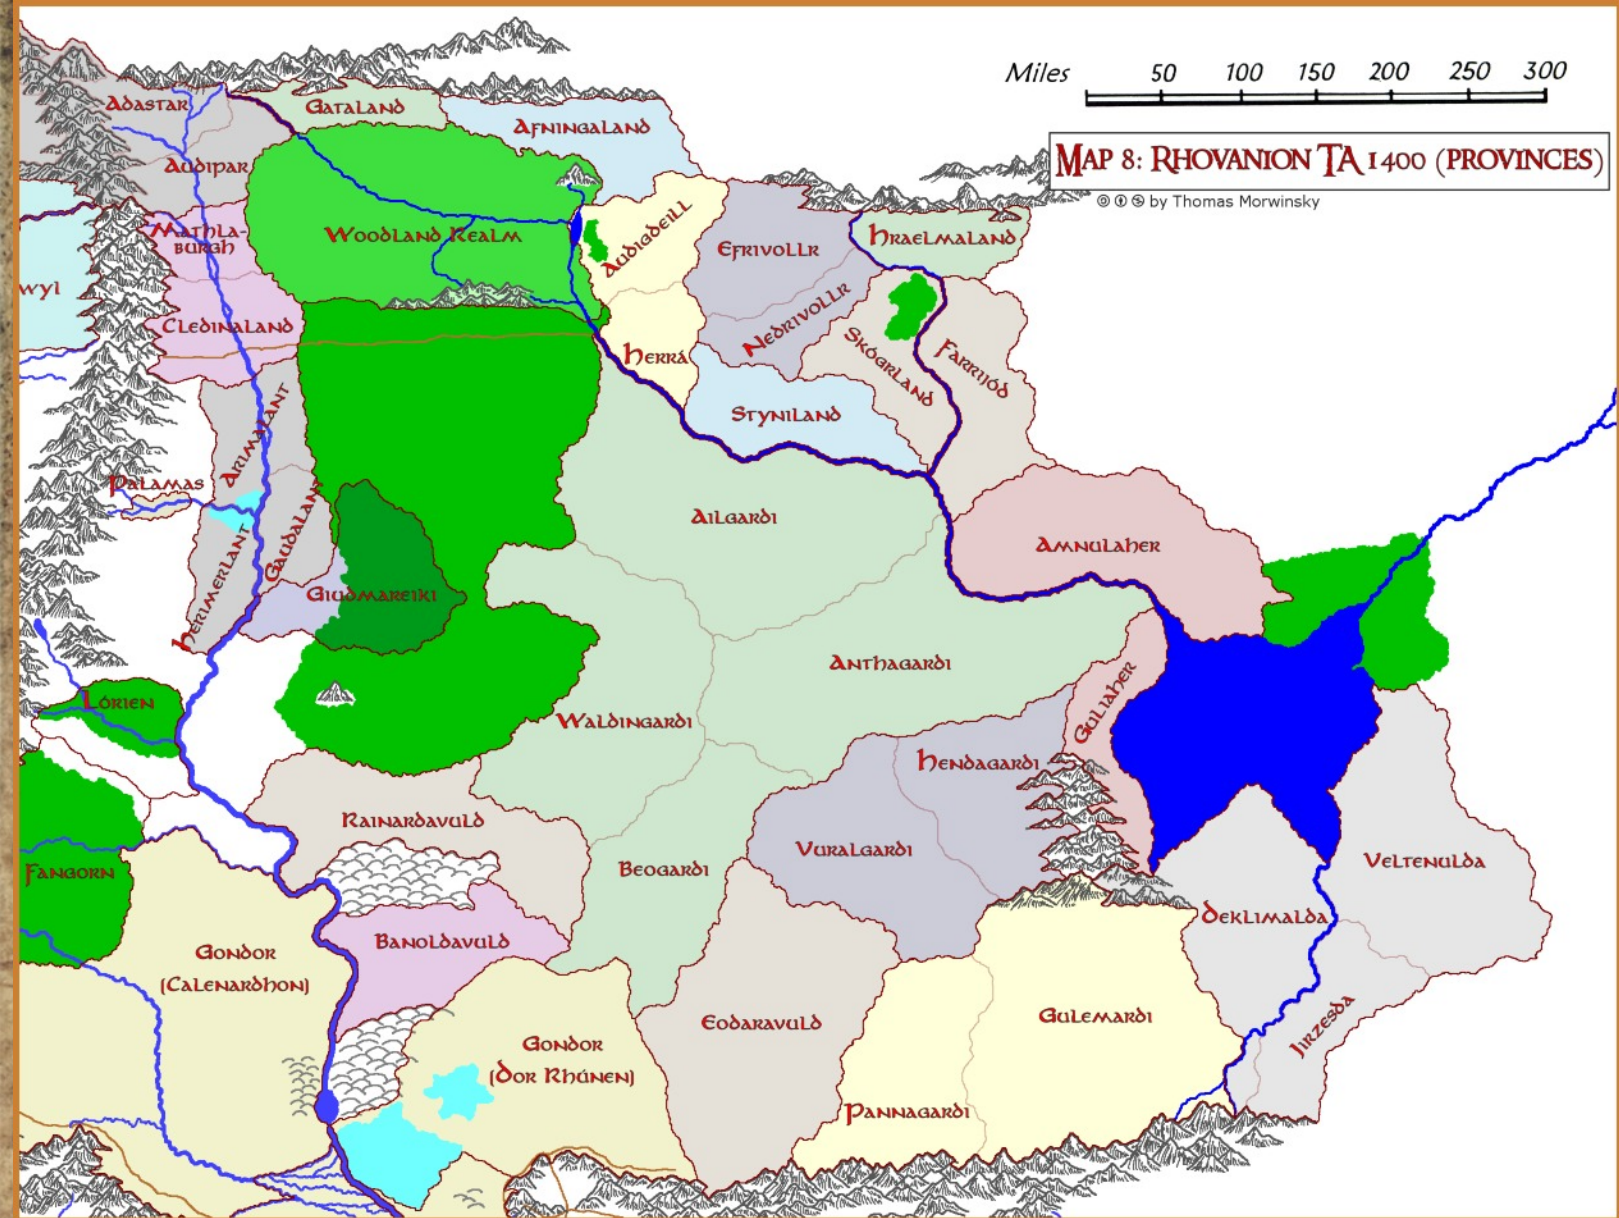 Miles 50 100 150 200 250 300
Map 8: Rhovanion TA 1400 (provinces)
by Thomas Morwinsky
Adastar
Gataland
Afningaland
Audipar
Mathla-
burgh
Woodland Realm
Audigdeill
Efrivollr
Hraelmaland
wyl
Cledinaland
Nedrivollr
Herrá
Skógerland
Farrijód
Styniland
Arimalant
Palamas
Gaudalant
Ailgardi
Amnulaher
Herimerlant
Giudmareiki
Anthagardi
Guliaher
Lórien
Waldingardi
Hendagardi
Rainardavuld
Vuralgardi
Beogardi
Veltenulda
Fangorn
Deklimalda
Banoldavuld
Gondor
(Calenardhon)
Eodaravuld
Gulemardi
Jirzesda
Gondor
(Dor Rhúnen)
Pannagardi